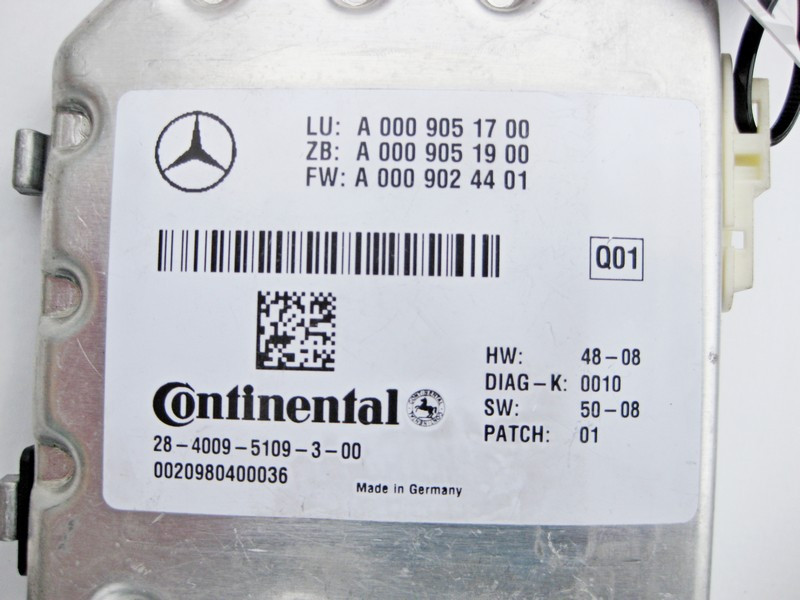 LU: A 000 905 17 00
ZB: A 000 905 19 00
FW: A 000 902 44 01
Q01
HW: 48-08
DIAG-K: 0010
SW: 50-08
PATCH: 01
Continental
28-4009-5109-3-00
0020980400036
Made in Germany